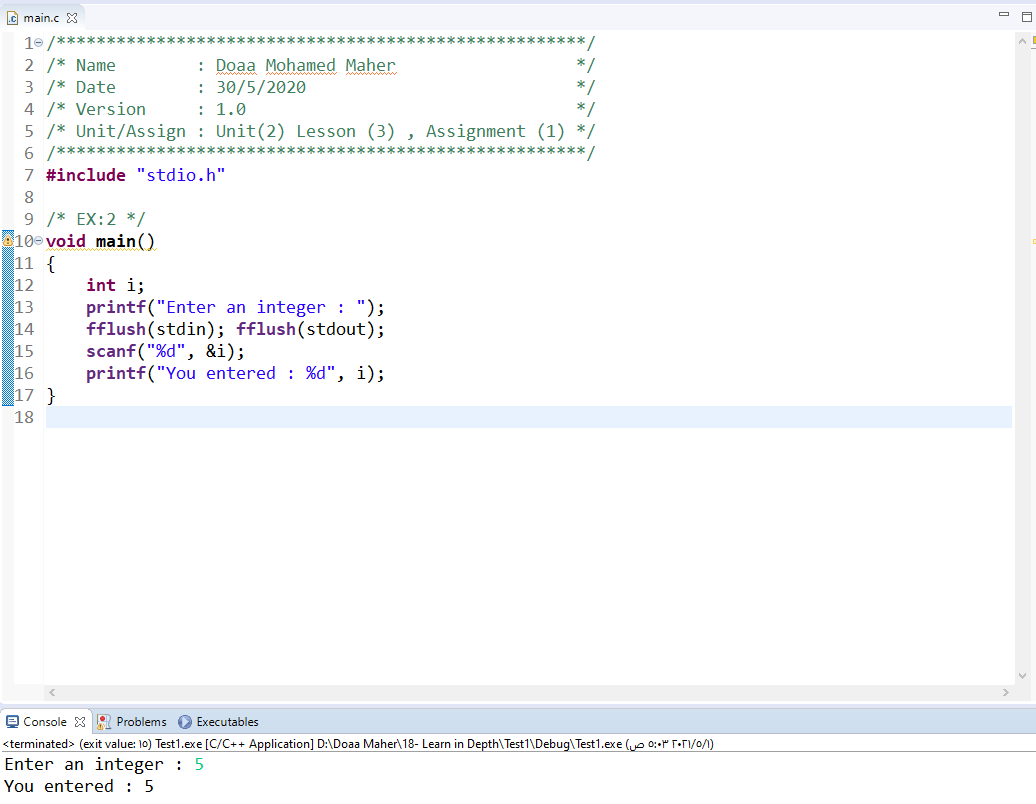 main.c
1 /*****************************************************/
2 /* Name        : Doaa Mohamed Maher                  */
3 /* Date        : 30/5/2020                           */
4 /* Version     : 1.0                                 */
5 /* Unit/Assign : Unit(2) Lesson (3) , Assignment (1) */
6 /*****************************************************/
7 #include "stdio.h"
8
9 /* EX:2 */
10 void main()
11 {
12     int i;
13     printf("Enter an integer : ");
14     fflush(stdin); fflush(stdout);
15     scanf("%d", &i);
16     printf("You entered : %d", i);
17 }
18
Console Problems Executables
<terminated> (exit value: ١٥) Test1.exe [C/C++ Application] D:\Doaa Maher\18- Learn in Depth\Test1\Debug\Test1.exe (٢٠٢١/٥/١ ٥:٠٣ ص)
Enter an integer : 5
You entered : 5